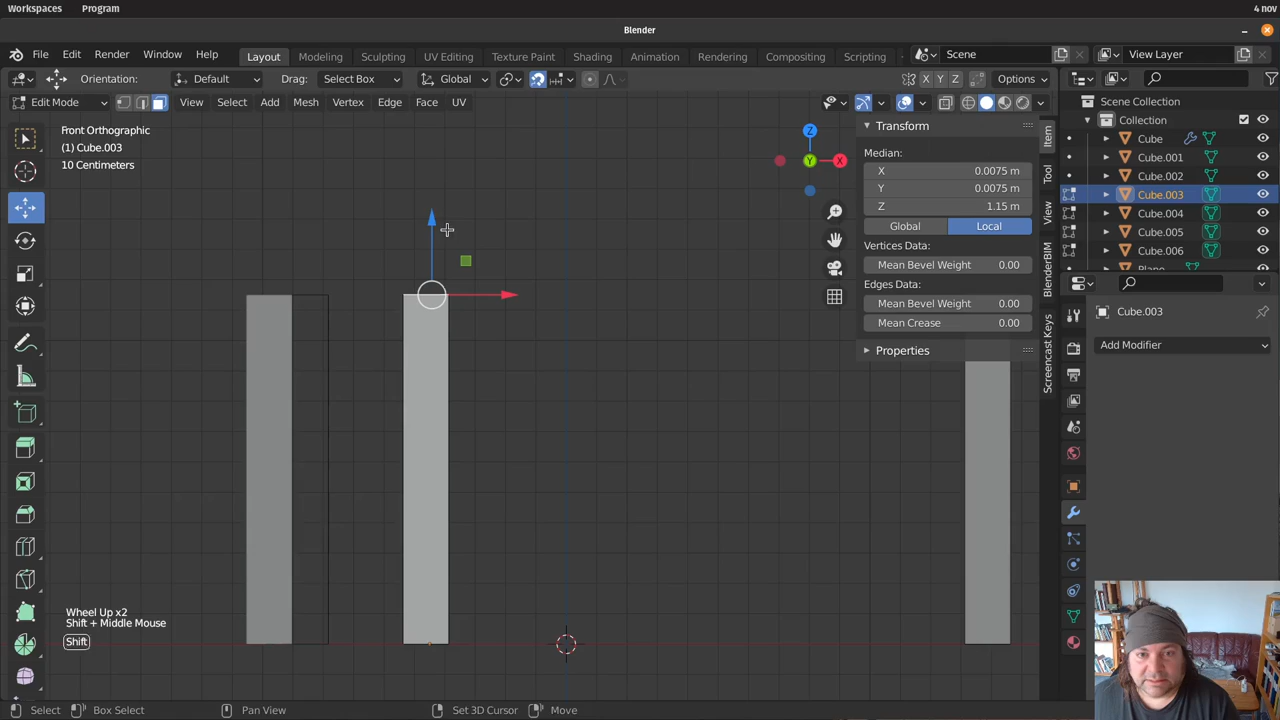 Workspaces Program 4 nov
Blender
File Edit Render Window Help Layout Modeling Sculpting UV Editing Texture Paint Shading Animation Rendering Compositing Scripting Scene View Layer
Orientation: Default Drag: Select Box Global X Y Z Options
Edit Mode View Select Add Mesh Vertex Edge Face UV
Front Orthographic
(1) Cube.003
10 Centimeters
Z
Y
X
Transform
Median:
X 0.0075 m
Y 0.0075 m
Z 1.15 m
Global Local
Vertices Data:
Mean Bevel Weight 0.00
Edges Data:
Mean Bevel Weight 0.00
Mean Crease 0.00
Properties
Item
Tool
View
BlenderBIM
Screencast Keys
Scene Collection
Collection
Cube
Cube.001
Cube.002
Cube.003
Cube.004
Cube.005
Cube.006
Plane
Cube.003
Add Modifier
Wheel Up x2
Shift + Middle Mouse
Shift
Select Box Select Pan View Set 3D Cursor Move